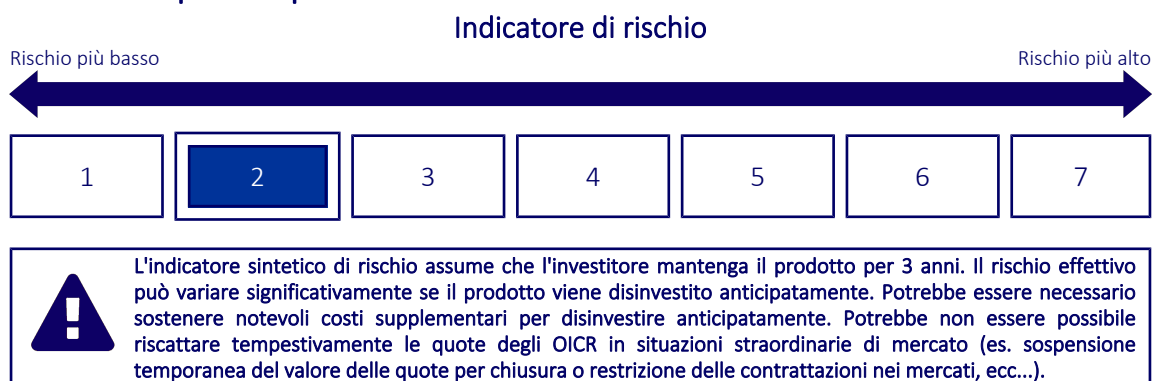 Indicatore di rischio
Rischio più basso
Rischio più alto
1
2
3
4
5
6
7
L'indicatore sintetico di rischio assume che l'investitore mantenga il prodotto per 3 anni. Il rischio effettivo
può variare significativamente se il prodotto viene disinvestito anticipatamente. Potrebbe essere necessario
sostenere notevoli costi supplementari per disinvestire anticipatamente. Potrebbe non essere possibile
riscattare tempestivamente le quote degli OICR in situazioni straordinarie di mercato (es. sospensione
temporanea del valore delle quote per chiusura o restrizione delle contrattazioni nei mercati, ecc...).